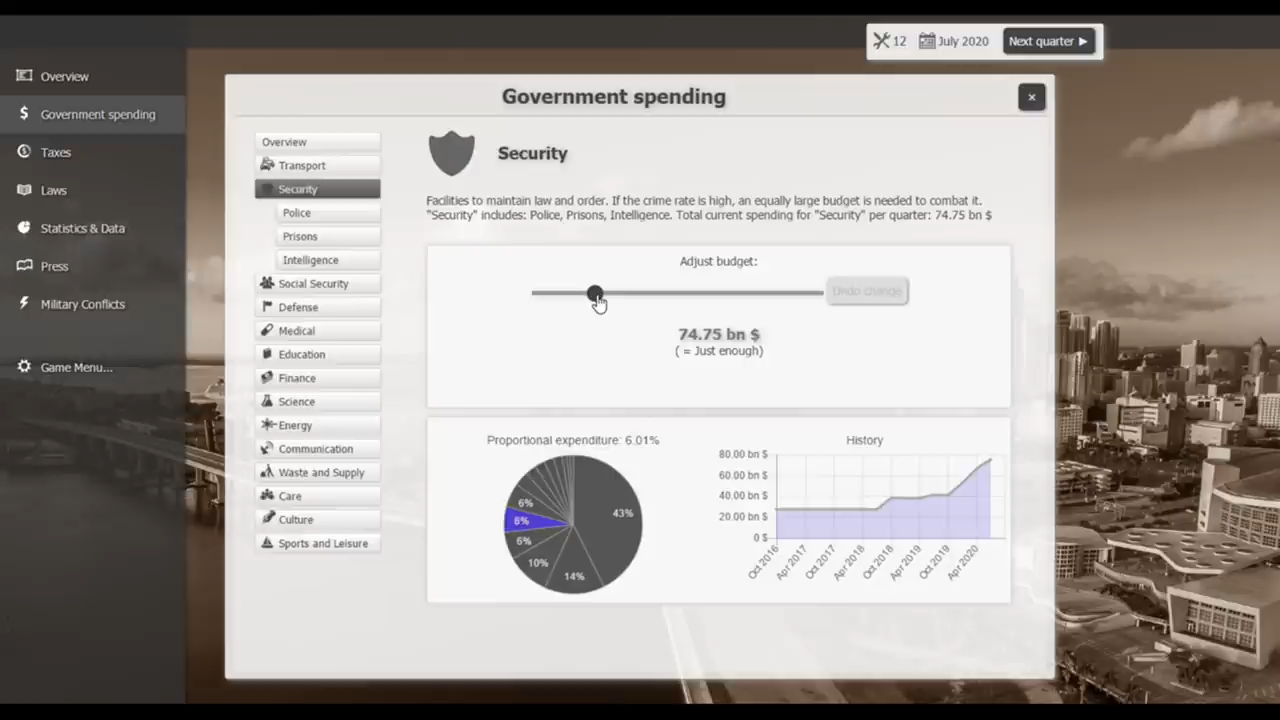 12
July 2020
Next quarter ▶
Overview
Government spending
Taxes
Laws
Statistics & Data
Press
Military Conflicts
Game Menu...
Government spending
×
Overview
Transport
Security
Police
Prisons
Intelligence
Social Security
Defense
Medical
Education
Finance
Science
Energy
Communication
Waste and Supply
Care
Culture
Sports and Leisure
Security
Facilities to maintain law and order. If the crime rate is high, an equally large budget is needed to combat it.
"Security" includes: Police, Prisons, Intelligence. Total current spending for "Security" per quarter: 74.75 bn $
Adjust budget:
Undo change
74.75 bn $
( = Just enough)
Proportional expenditure: 6.01%
43%
14%
10%
6%
6%
6%
History
80.00 bn $
60.00 bn $
40.00 bn $
20.00 bn $
0 $
Oct 2016
Apr 2017
Oct 2017
Apr 2018
Oct 2018
Apr 2019
Oct 2019
Apr 2020